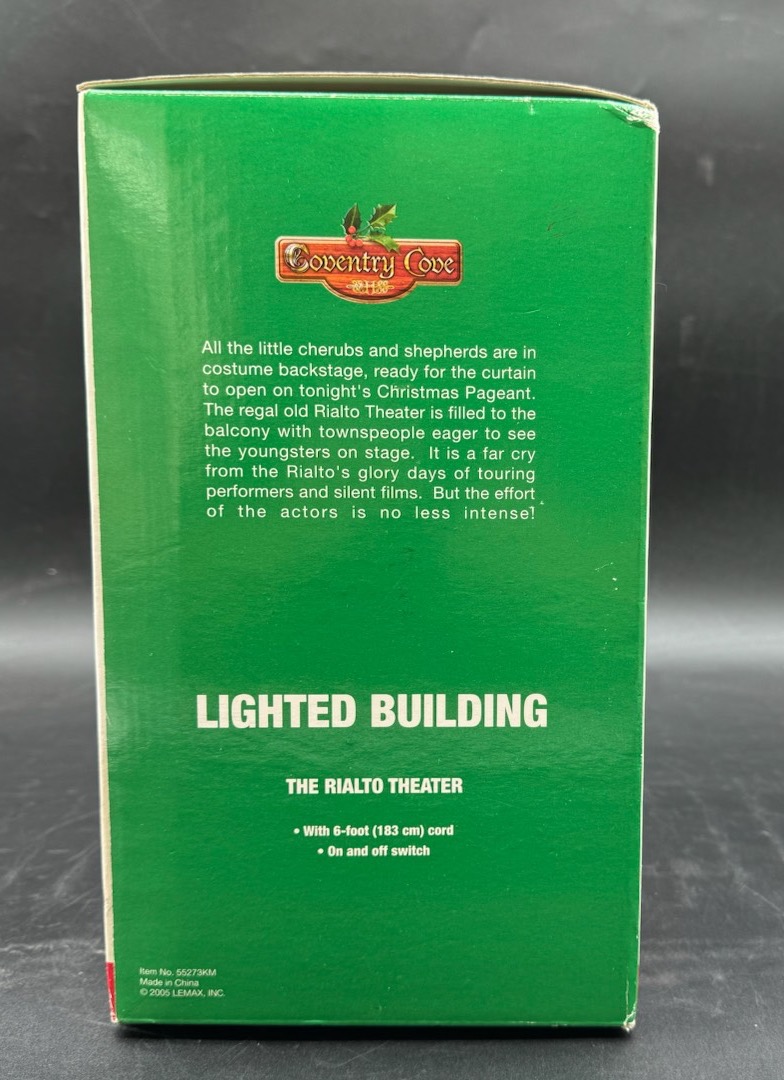 Coventry Cove
All the little cherubs and shepherds are in
costume backstage, ready for the curtain
to open on tonight's Christmas Pageant.
The regal old Rialto Theater is filled to the
balcony with townspeople eager to see
the youngsters on stage.  It is a far cry
from the Rialto's glory days of touring
performers and silent films.  But the effort
of the actors is no less intense!
LIGHTED BUILDING
THE RIALTO THEATER
• With 6-foot (183 cm) cord
• On and off switch
Item No. 55273KM
Made in China
© 2005 LEMAX, INC.